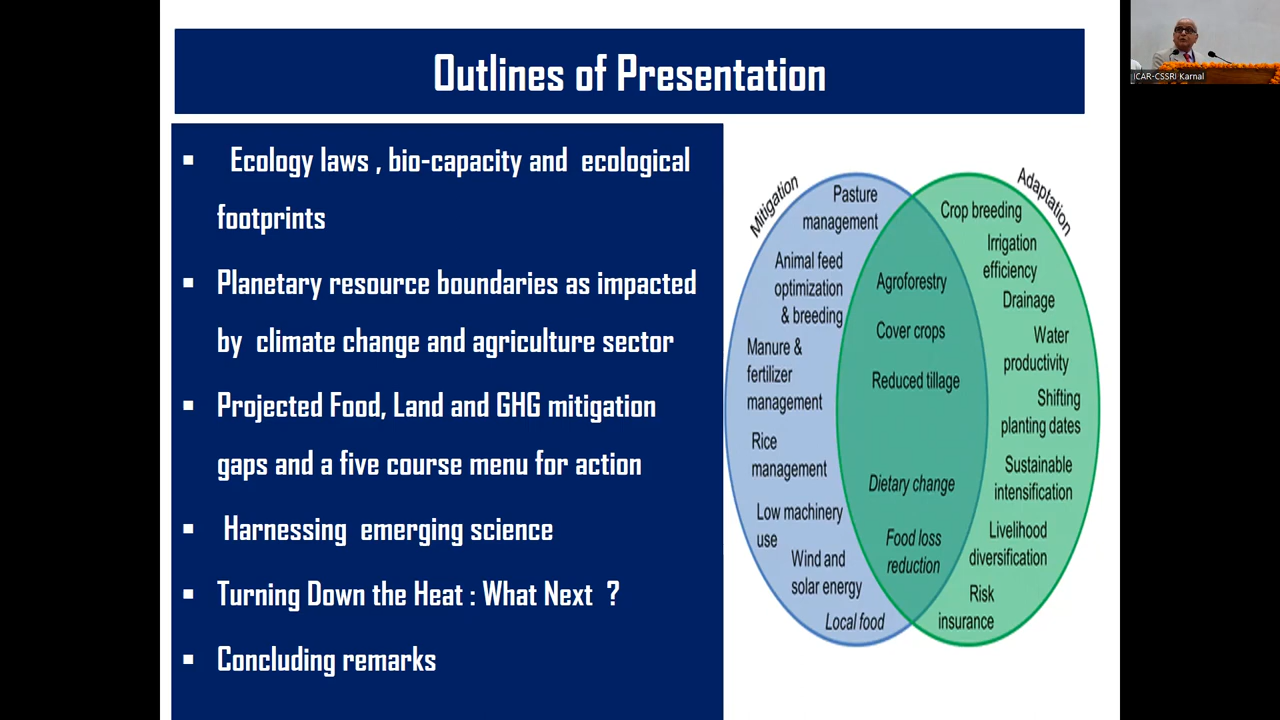 Outlines of Presentation
ICAR-CSSRI Karnal
▪ Ecology laws , bio-capacity and ecological
footprints
▪ Planetary resource boundaries as impacted
by climate change and agriculture sector
▪ Projected Food, Land and GHG mitigation
gaps and a five course menu for action
▪ Harnessing emerging science
▪ Turning Down the Heat : What Next ?
▪ Concluding remarks
Mitigation
Pasture
management
Animal feed
optimization
& breeding
Manure &
fertilizer
management
Rice
management
Low machinery
use
Wind and
solar energy
Local food
Agroforestry
Cover crops
Reduced tillage
Dietary change
Food loss
reduction
Adaptation
Crop breeding
Irrigation
efficiency
Drainage
Water
productivity
Shifting
planting dates
Sustainable
intensification
Livelihood
diversification
Risk
insurance